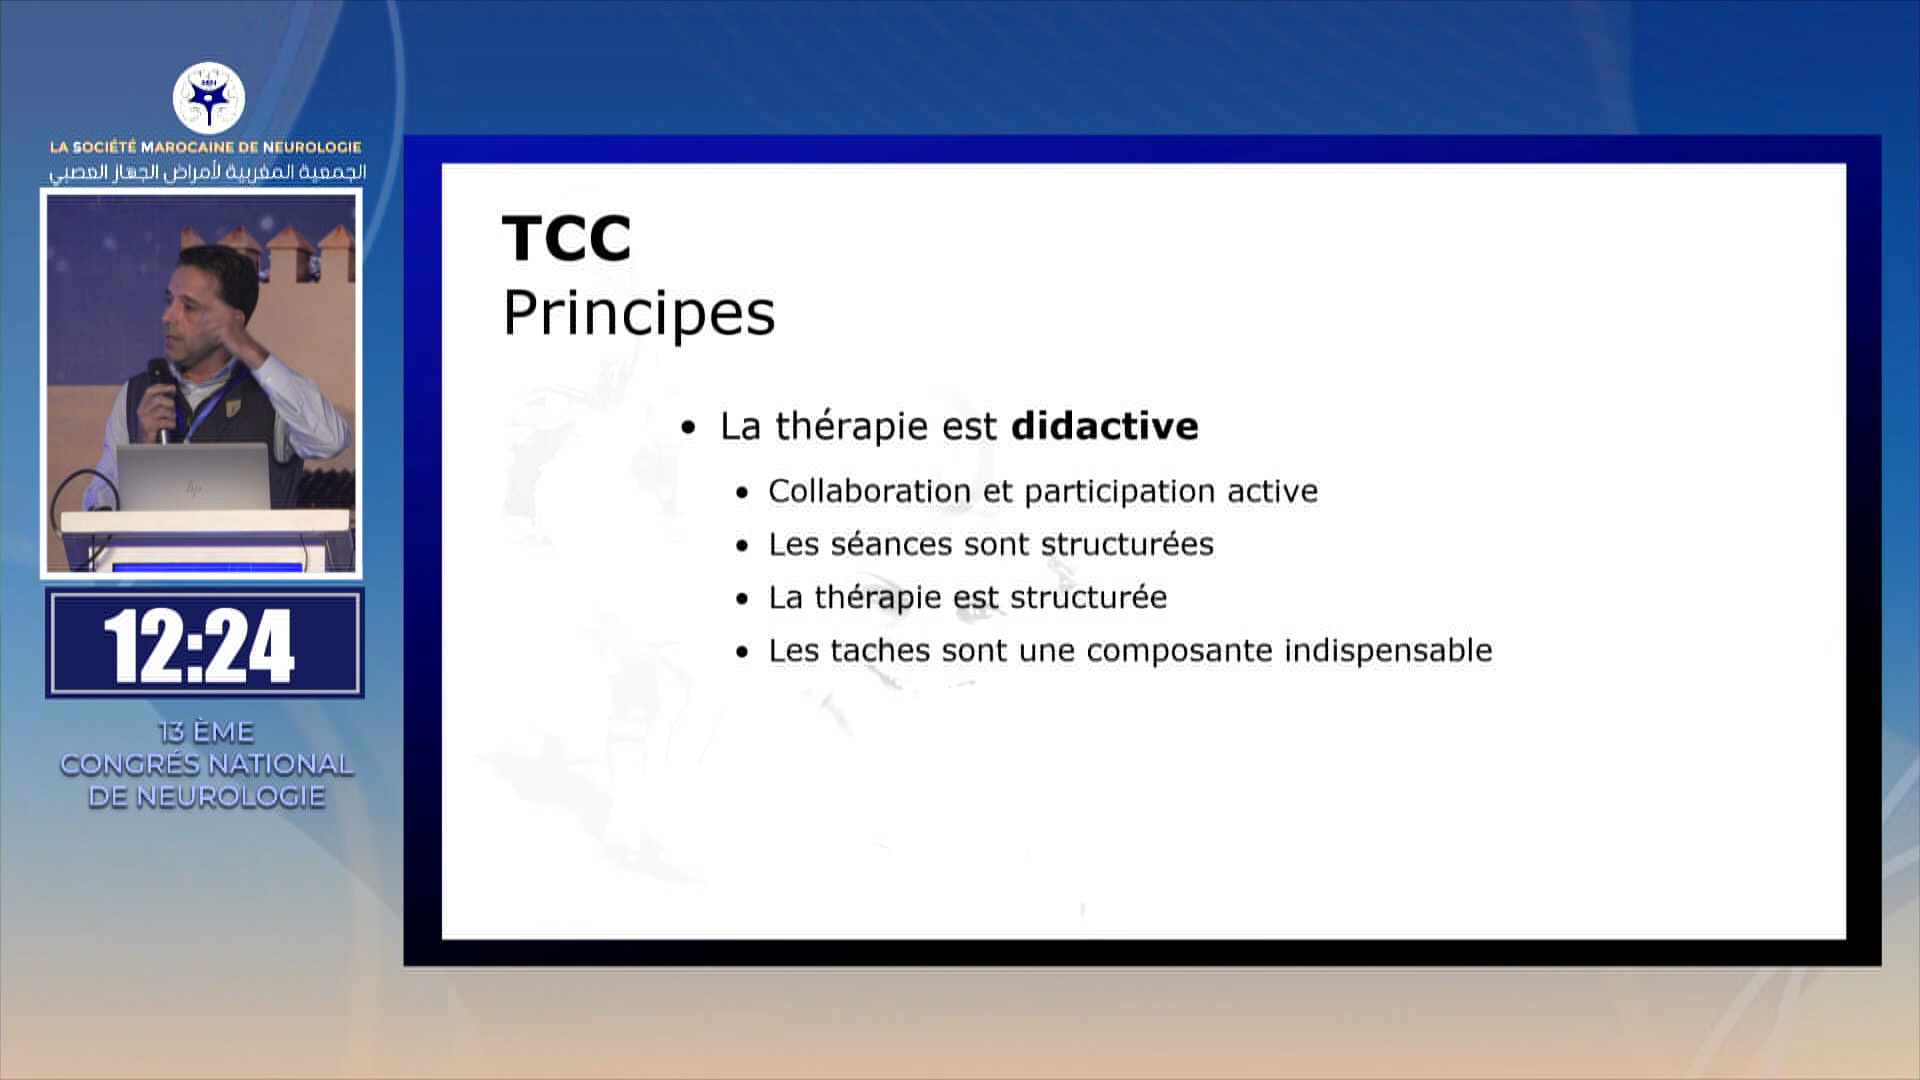 LA SOCIÉTÉ MAROCAINE DE NEUROLOGIE
الجمعية المغربية لأمراض الجهاز العصبي
12:24
13 ÈME
CONGRÉS NATIONAL
DE NEUROLOGIE
TCC
Principes
• La thérapie est didactive
• Collaboration et participation active
• Les séances sont structurées
• La thérapie est structurée
• Les taches sont une composante indispensable
hp